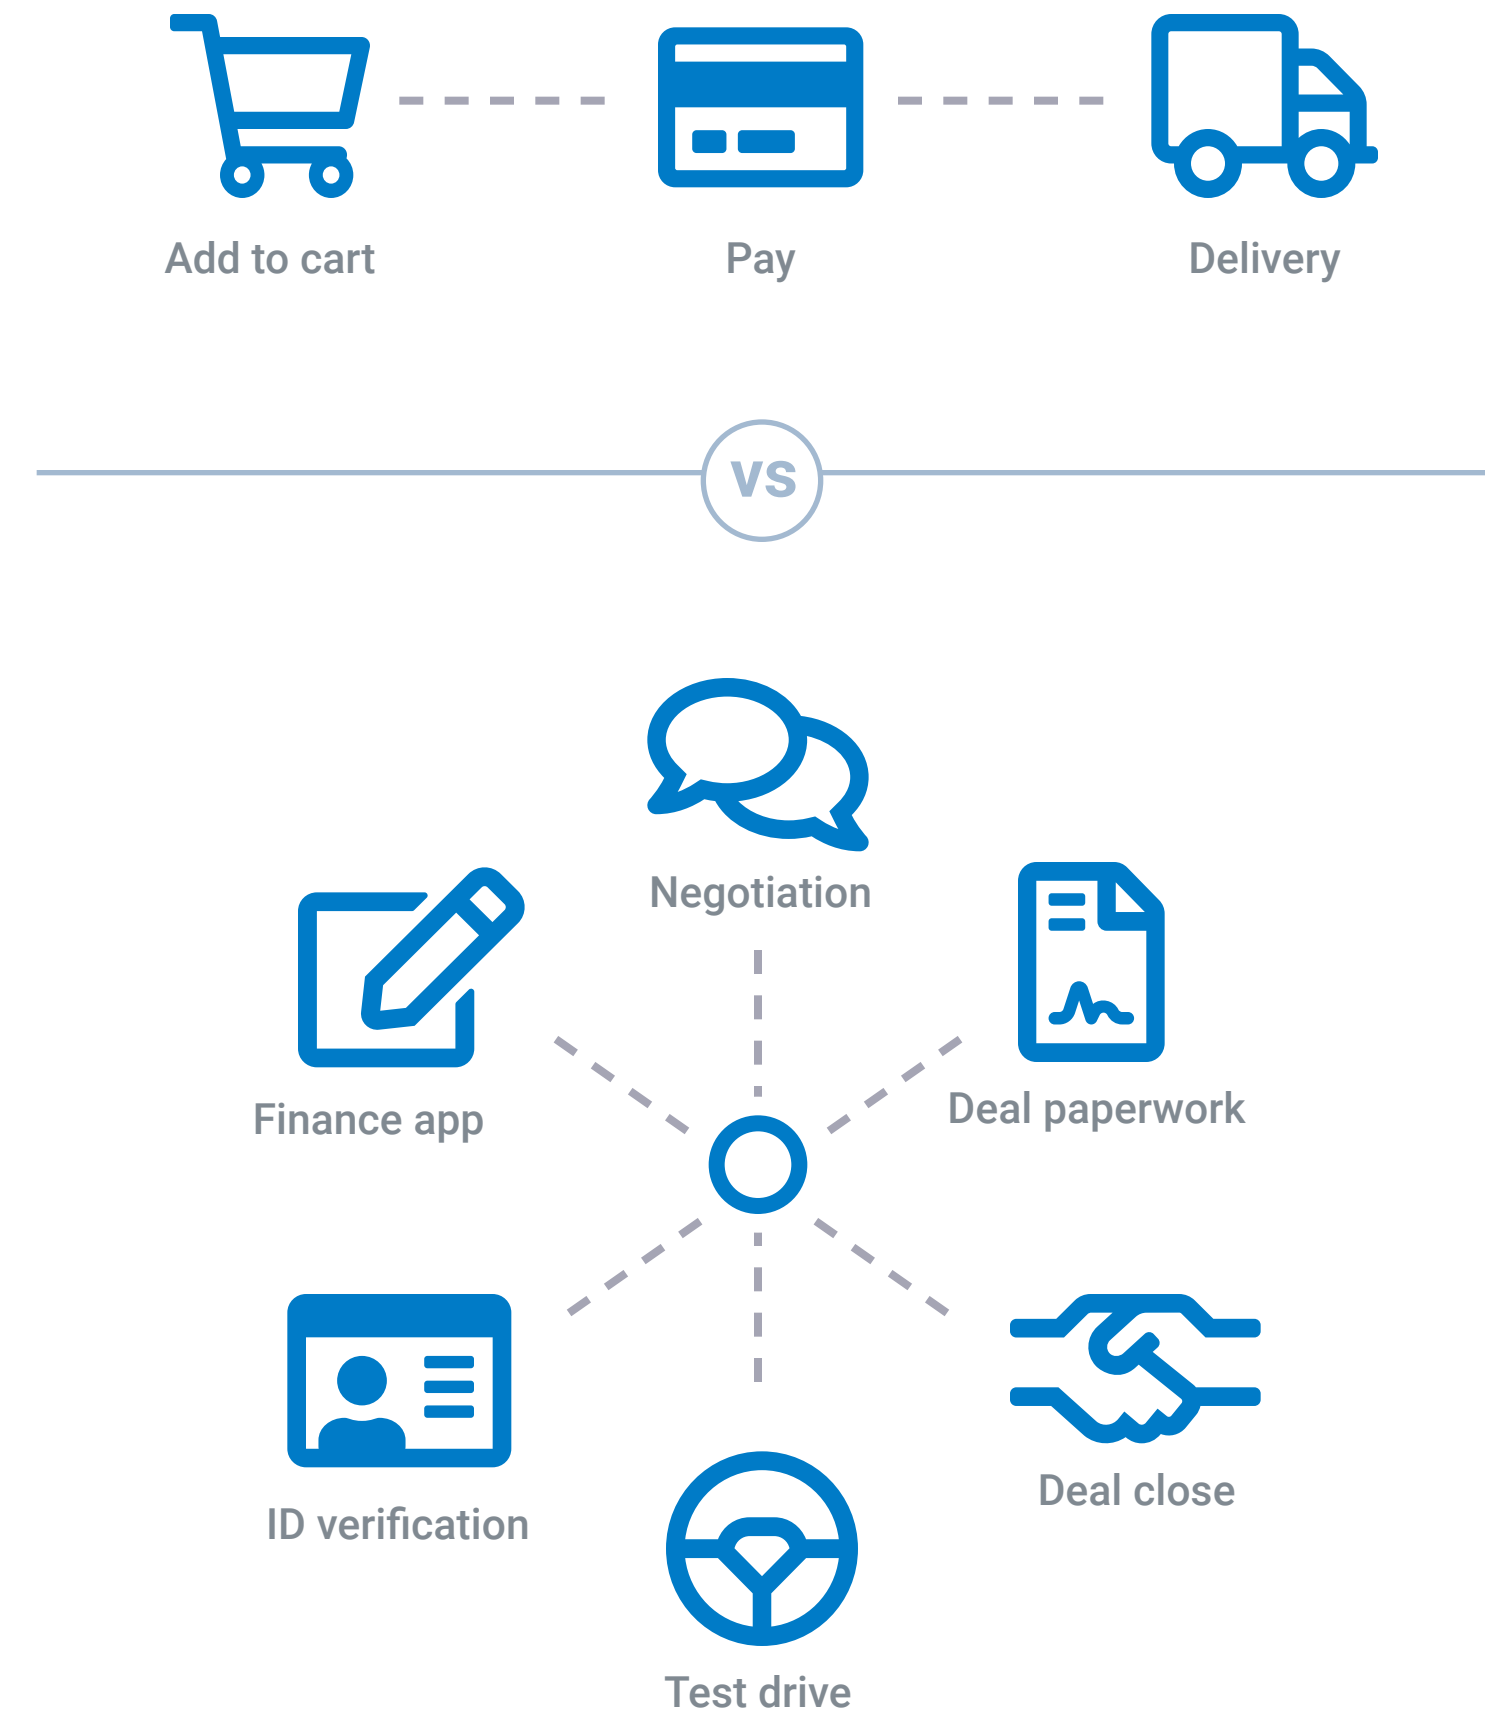 Add to cart
Pay
Delivery
VS
Negotiation
Finance app
Deal paperwork
ID verification
Deal close
Test drive